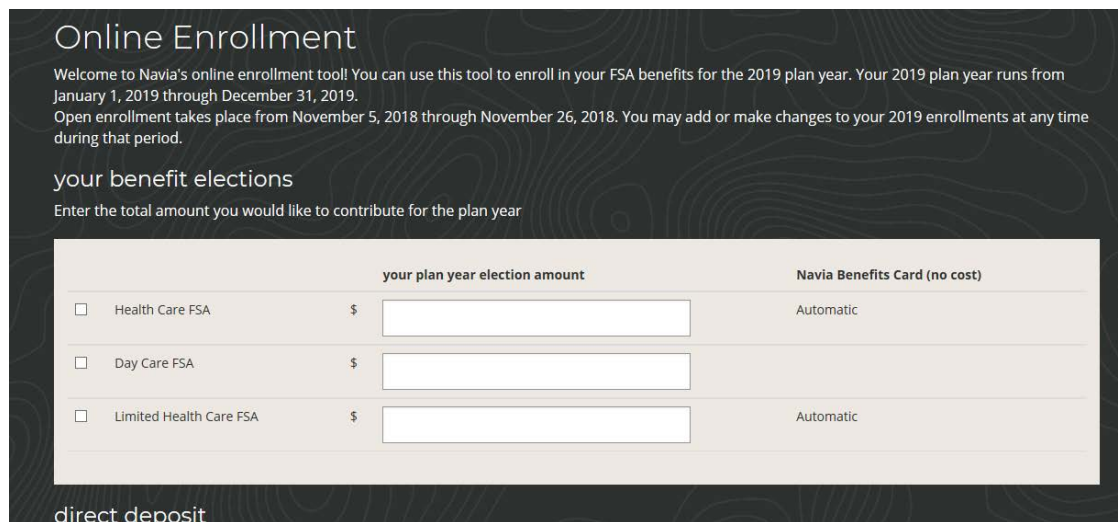 Online Enrollment
Welcome to Navia's online enrollment tool! You can use this tool to enroll in your FSA benefits for the 2019 plan year. Your 2019 plan year runs from
January 1, 2019 through December 31, 2019.
Open enrollment takes place from November 5, 2018 through November 26, 2018. You may add or make changes to your 2019 enrollments at any time
during that period.
your benefit elections
Enter the total amount you would like to contribute for the plan year
your plan year election amount Navia Benefits Card (no cost)
Health Care FSA $ Automatic
Day Care FSA $
Limited Health Care FSA $ Automatic
direct deposit